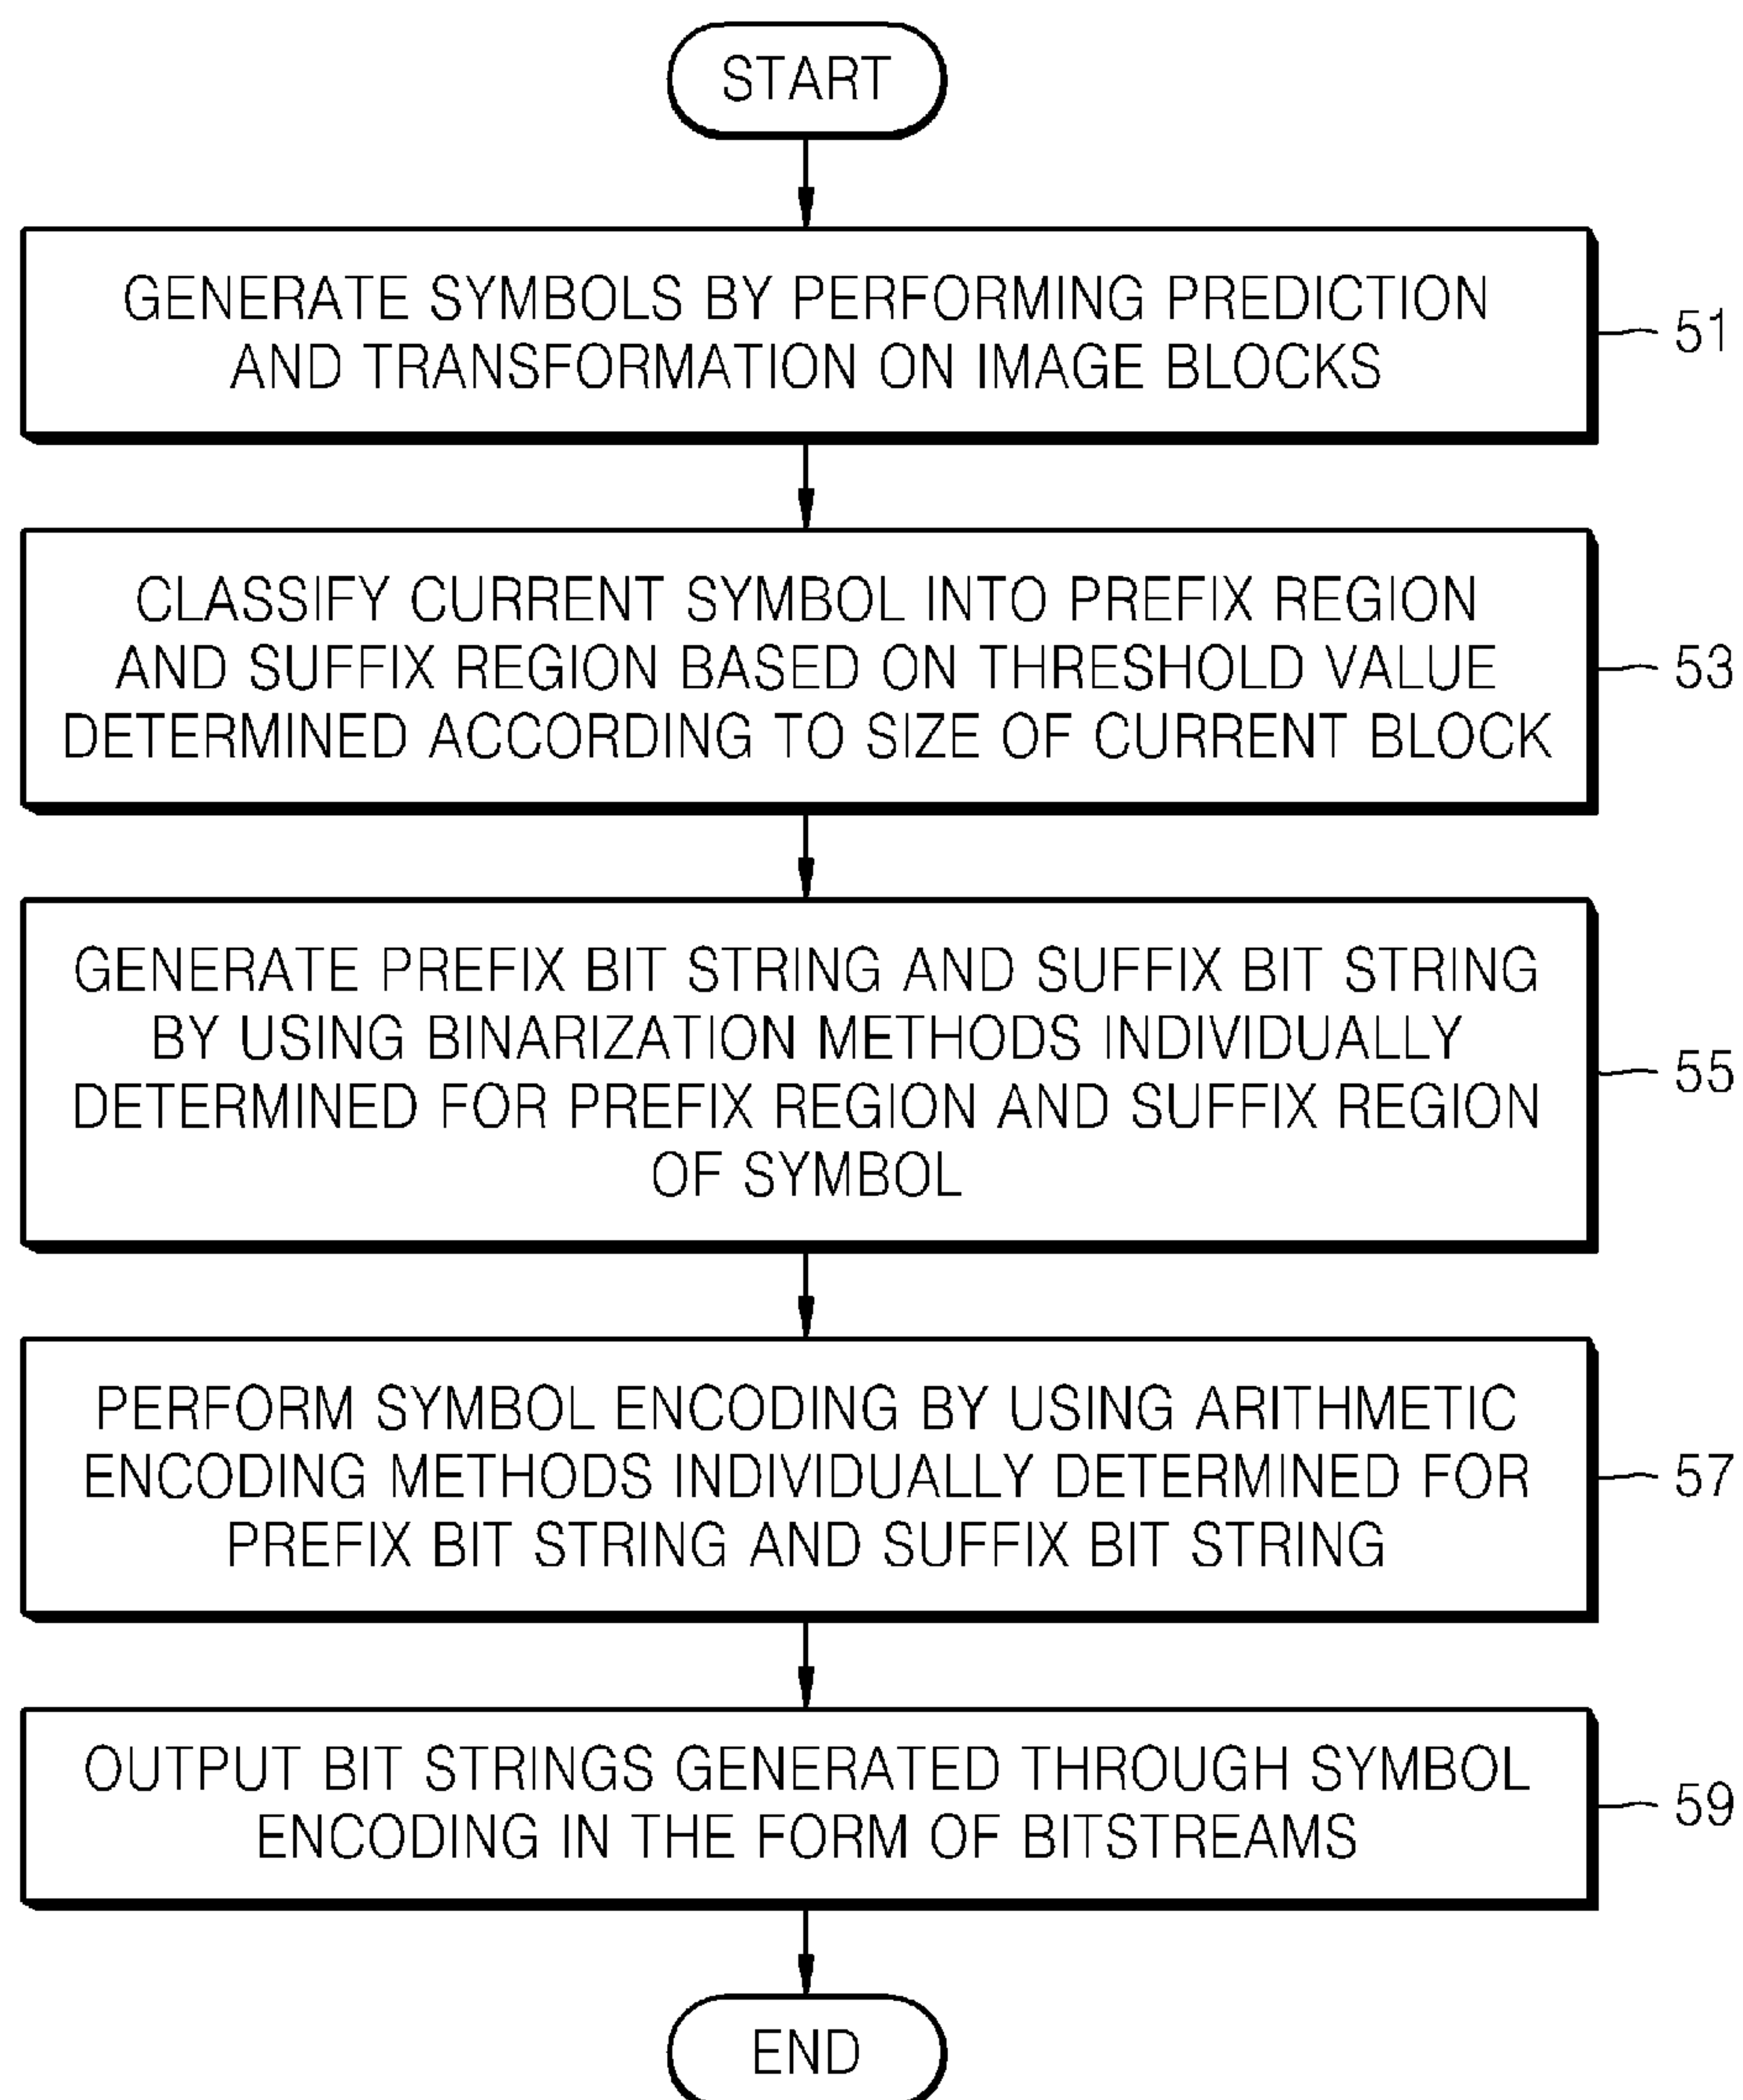 START
GENERATE SYMBOLS BY PERFORMING PREDICTION
AND TRANSFORMATION ON IMAGE BLOCKS
51
CLASSIFY CURRENT SYMBOL INTO PREFIX REGION
AND SUFFIX REGION BASED ON THRESHOLD VALUE
DETERMINED ACCORDING TO SIZE OF CURRENT BLOCK
53
GENERATE PREFIX BIT STRING AND SUFFIX BIT STRING
BY USING BINARIZATION METHODS INDIVIDUALLY
DETERMINED FOR PREFIX REGION AND SUFFIX REGION
OF SYMBOL
55
PERFORM SYMBOL ENCODING BY USING ARITHMETIC
ENCODING METHODS INDIVIDUALLY DETERMINED FOR
PREFIX BIT STRING AND SUFFIX BIT STRING
57
OUTPUT BIT STRINGS GENERATED THROUGH SYMBOL
ENCODING IN THE FORM OF BITSTREAMS
59
END